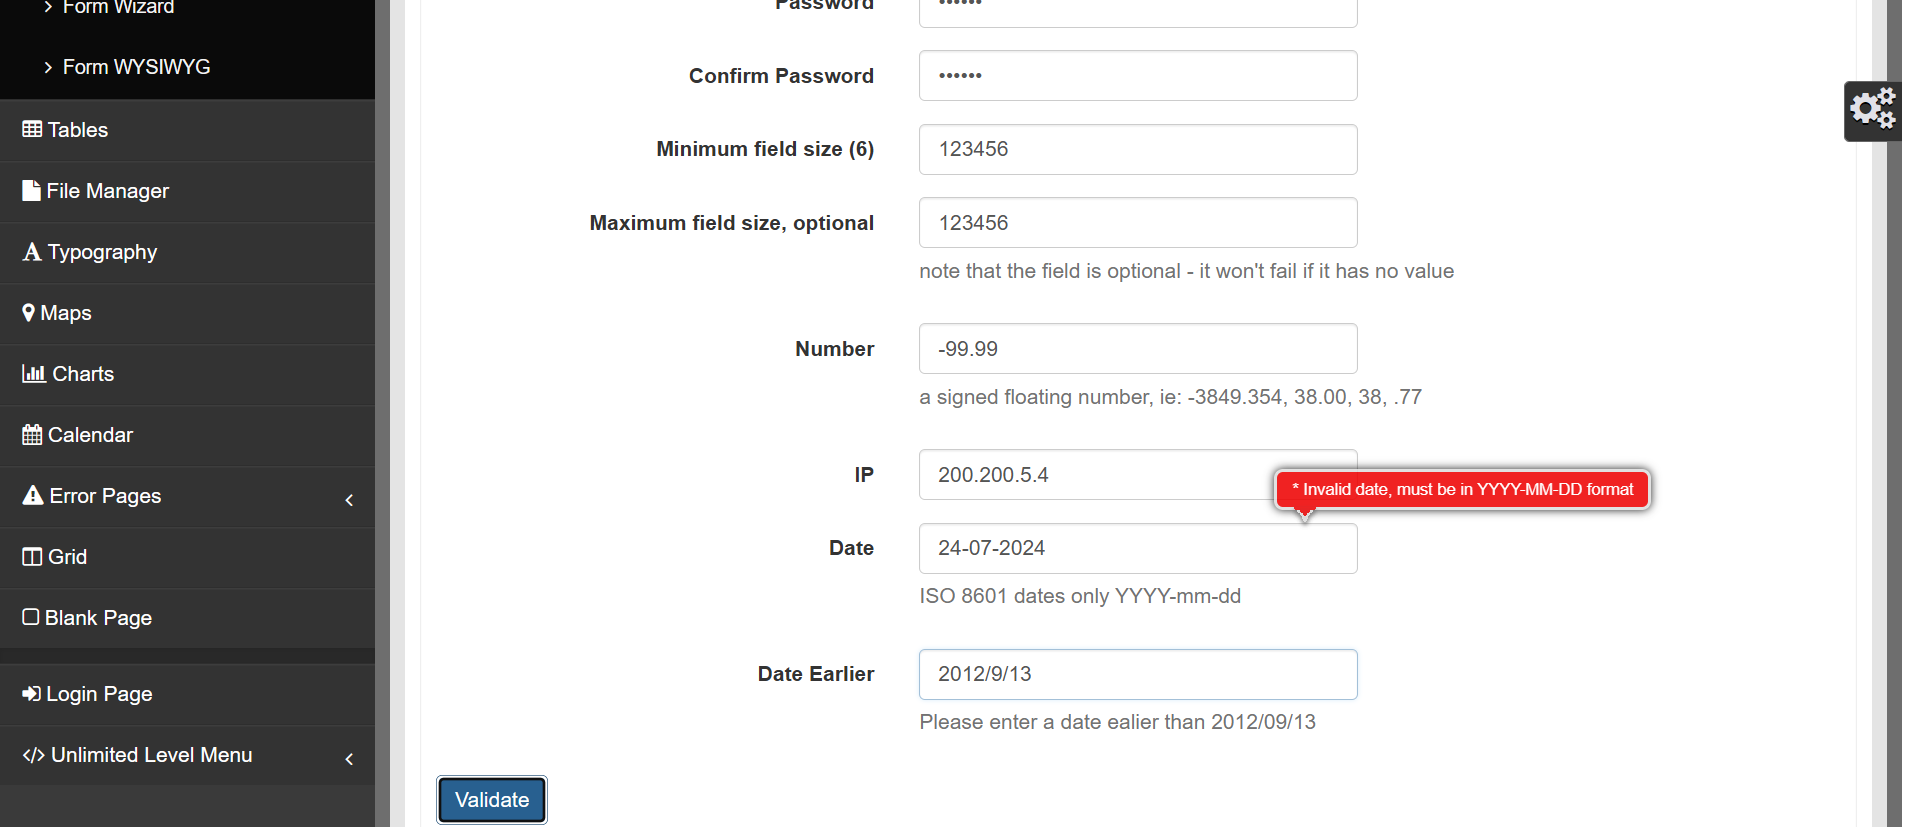 Form Wizard
Form WYSIWYG
Tables
File Manager
Typography
Maps
Charts
Calendar
Error Pages
Grid
Blank Page
Login Page
Unlimited Level Menu
Password
••••••
Confirm Password
••••••
Minimum field size (6)
123456
Maximum field size, optional
123456
note that the field is optional - it won't fail if it has no value
Number
-99.99
a signed floating number, ie: -3849.354, 38.00, 38, .77
IP
200.200.5.4
* Invalid date, must be in YYYY-MM-DD format
Date
24-07-2024
ISO 8601 dates only YYYY-mm-dd
Date Earlier
2012/9/13
Please enter a date ealier than 2012/09/13
Validate